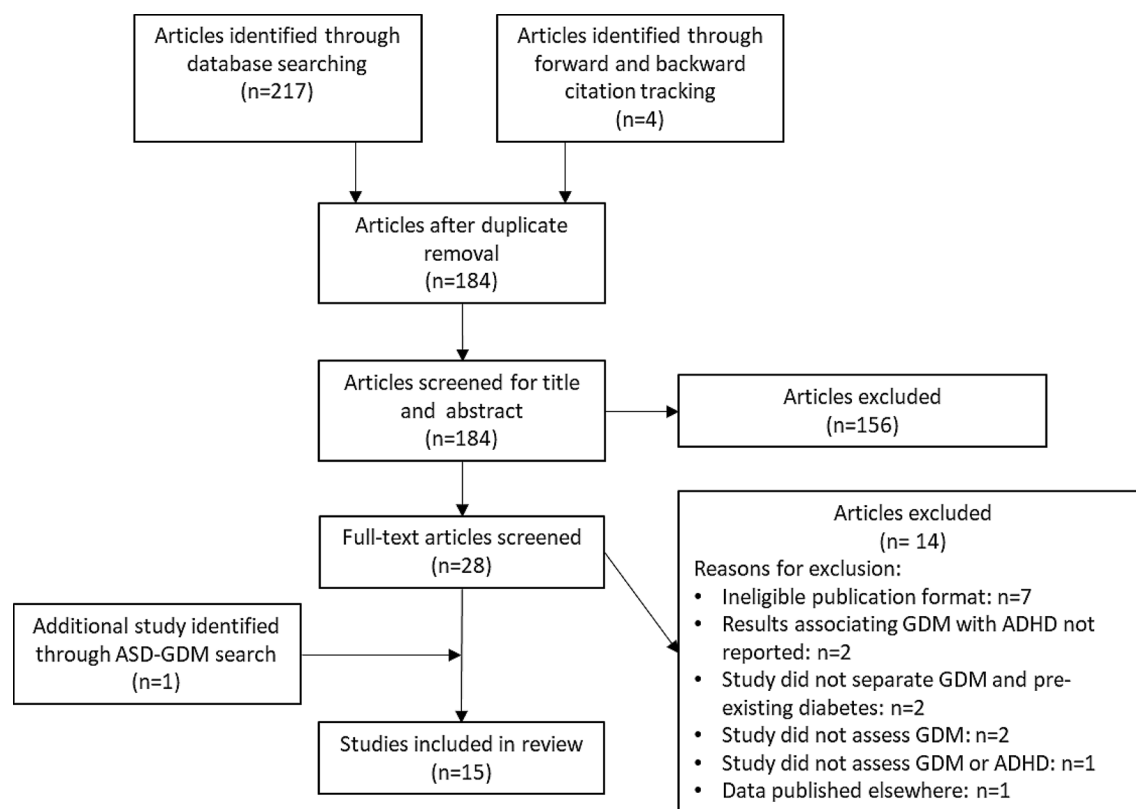 Articles identified through
database searching
(n=217)
Articles identified through
forward and backward
citation tracking
(n=4)
Articles after duplicate
removal
(n=184)
Articles screened for title
and abstract
(n=184)
Articles excluded
(n=156)
Full-text articles screened
(n=28)
Articles excluded
(n= 14)
Reasons for exclusion:
• Ineligible publication format: n=7
• Results associating GDM with ADHD not
reported: n=2
• Study did not separate GDM and pre-
existing diabetes: n=2
• Study did not assess GDM: n=2
• Study did not assess GDM or ADHD: n=1
• Data published elsewhere: n=1
Additional study identified
through ASD-GDM search
(n=1)
Studies included in review
(n=15)